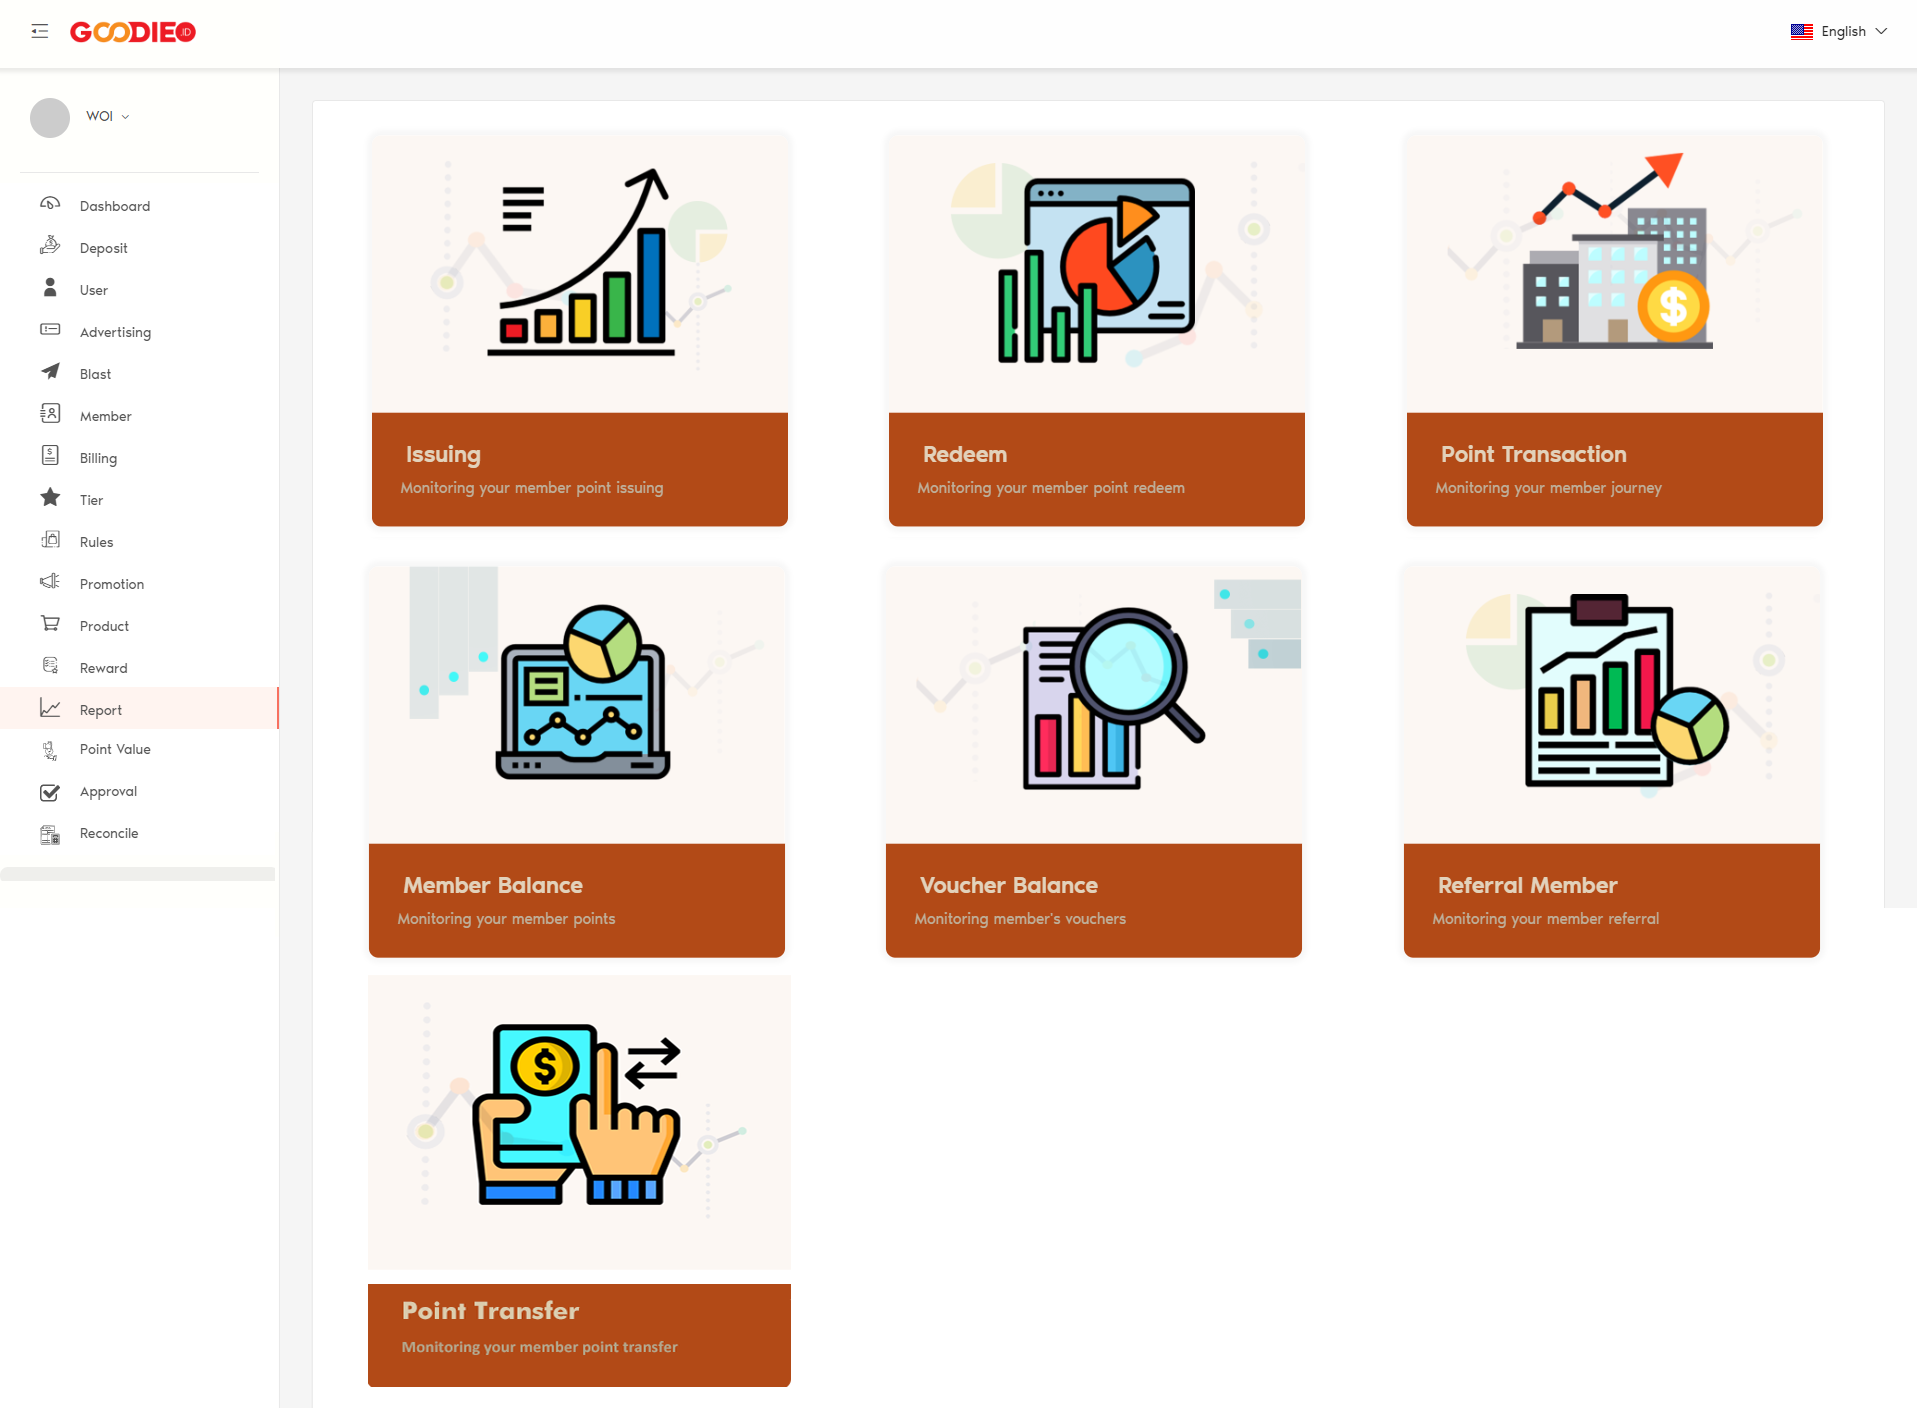 GOODIE.ID
English
WOI
Dashboard
Deposit
User
Advertising
Blast
Member
Billing
Tier
Rules
Promotion
Product
Reward
Report
Point Value
Approval
Reconcile
Issuing
Monitoring your member point issuing
Redeem
Monitoring your member point redeem
Point Transaction
Monitoring your member journey
Member Balance
Monitoring your member points
Voucher Balance
Monitoring member's vouchers
Referral Member
Monitoring your member referral
Point Transfer
Monitoring your member point transfer